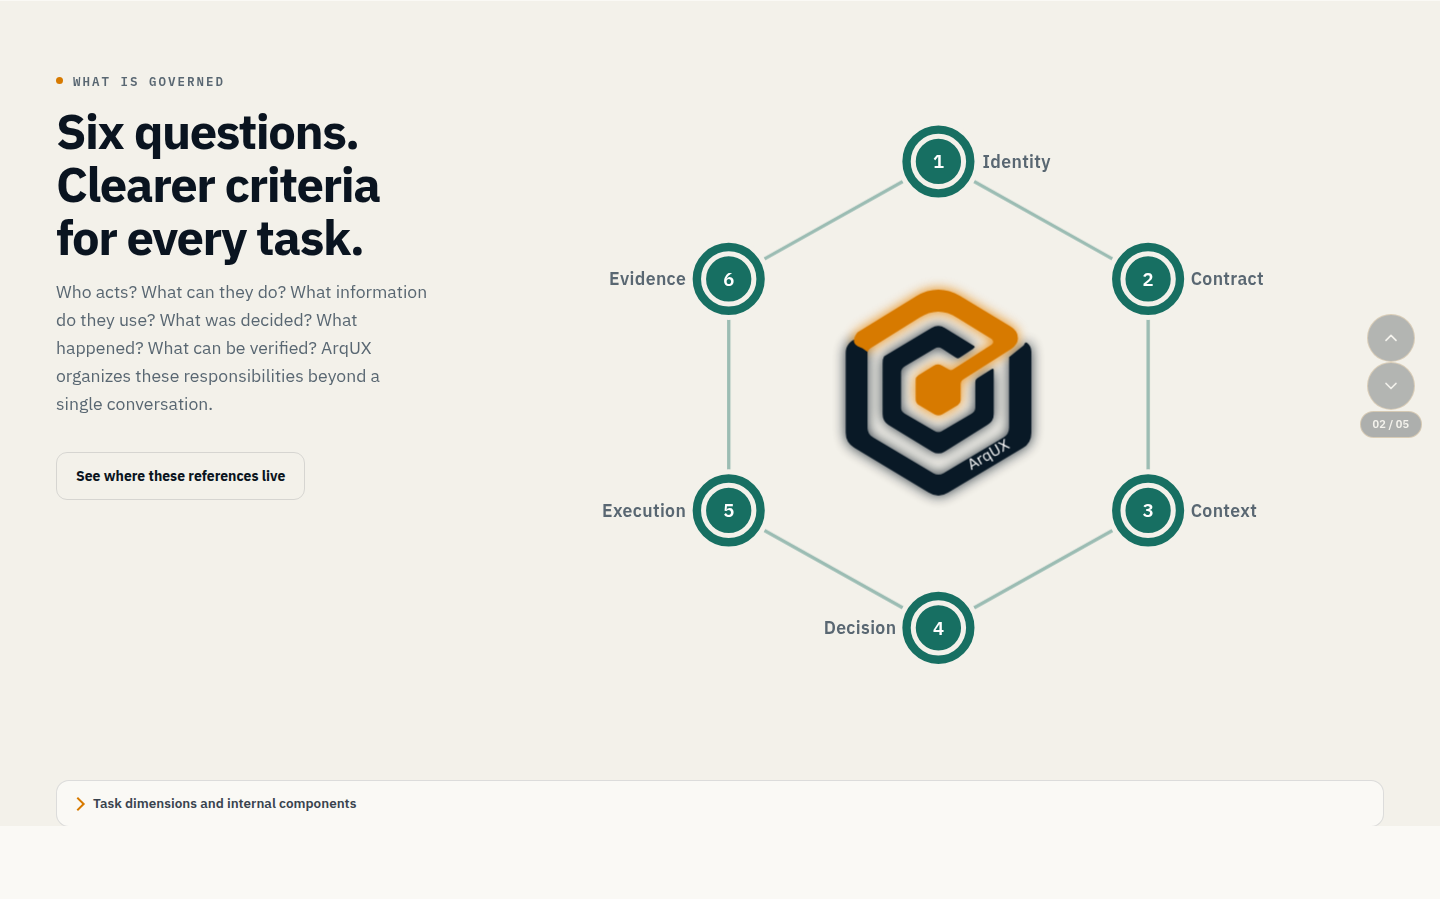 WHAT IS GOVERNED
Six questions.
Clearer criteria
for every task.
Who acts? What can they do? What information
do they use? What was decided? What
happened? What can be verified? ArqUX
organizes these responsibilities beyond a
single conversation.
See where these references live
1 Identity
2 Contract
3 Context
Decision 4
Execution 5
Evidence 6
ArqUX
02 / 05
Task dimensions and internal components